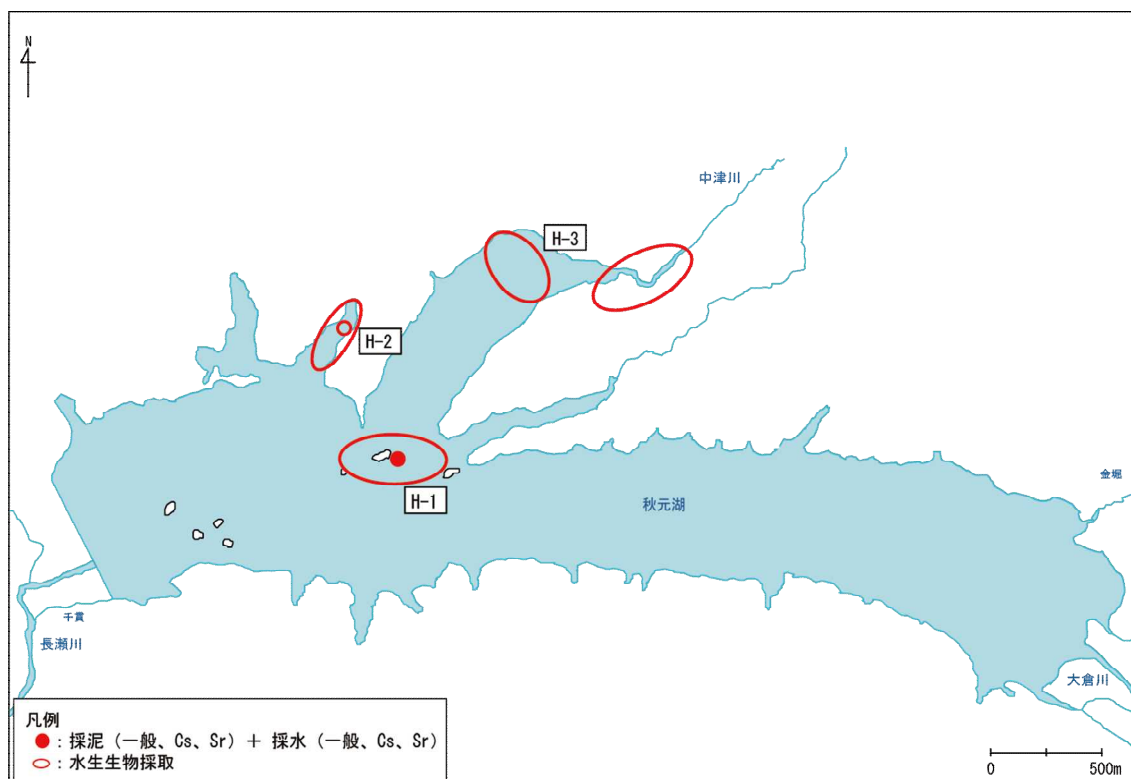 N
中津川
H-3
H-2
H-1
秋元湖
金堀
千貫
長瀬川
大倉川
凡例
：採泥（一般、Cs、Sr）＋ 採水（一般、Cs、Sr）
：水生生物採取
0 500m